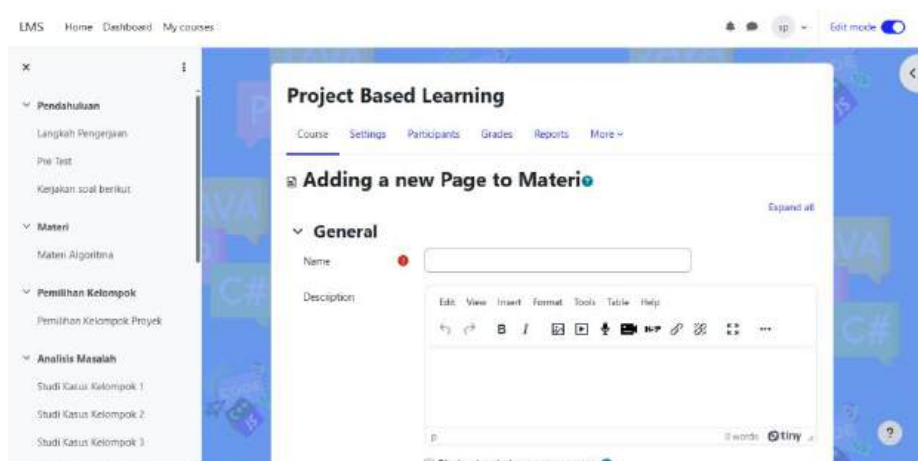 LMS Home Dashboard My courses
sp
Edit mode
Pendahuluan
Langkah Pengerjaan
Pre Test
Kerjakan soal berikut
Materi
Materi Algoritma
Pemilihan Kelompok
Pemilihan Kelompok Proyek
Analisis Masalah
Studi Kasus Kelompok 1
Studi Kasus Kelompok 2
Studi Kasus Kelompok 3
Project Based Learning
Course Settings Participants Grades Reports More
Adding a new Page to Materi
Expand all
General
Name
Description
Edit View Insert Format Tools Table Help
B I H-P
p
0 words tiny
C#
C#